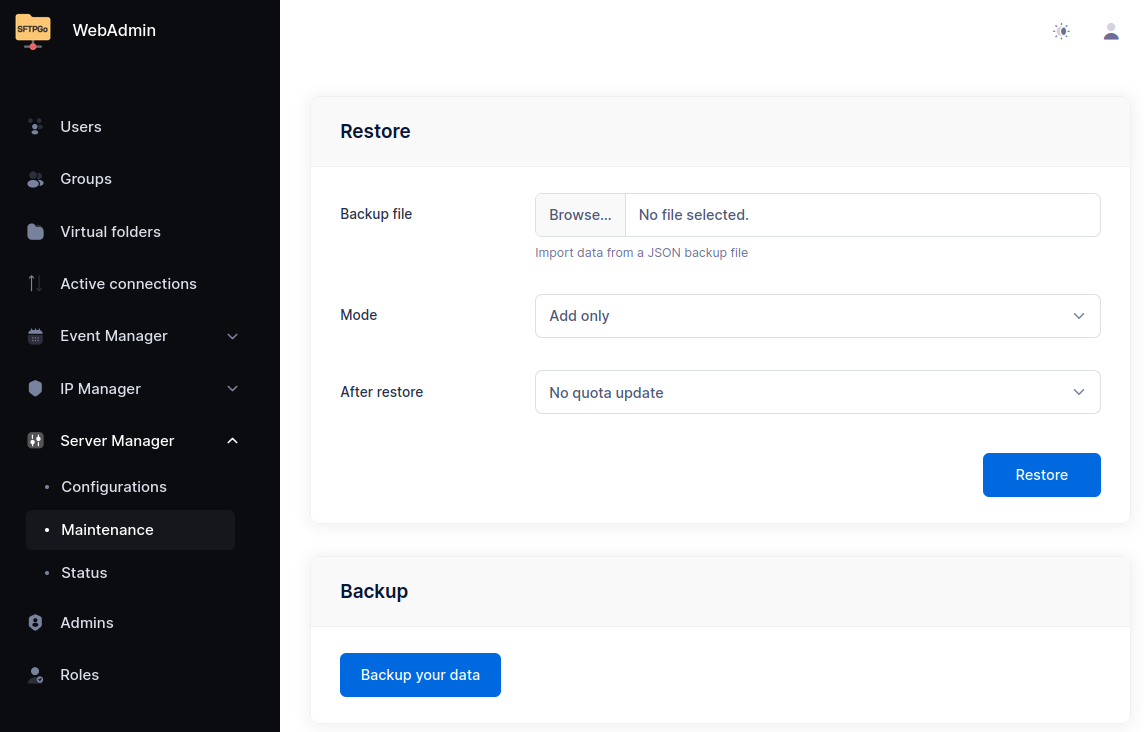 SFTPGo
WebAdmin
Users
Groups
Virtual folders
Active connections
Event Manager
IP Manager
Server Manager
Configurations
Maintenance
Status
Admins
Roles
Restore
Backup file
Browse... No file selected.
Import data from a JSON backup file
Mode
Add only
After restore
No quota update
Restore
Backup
Backup your data